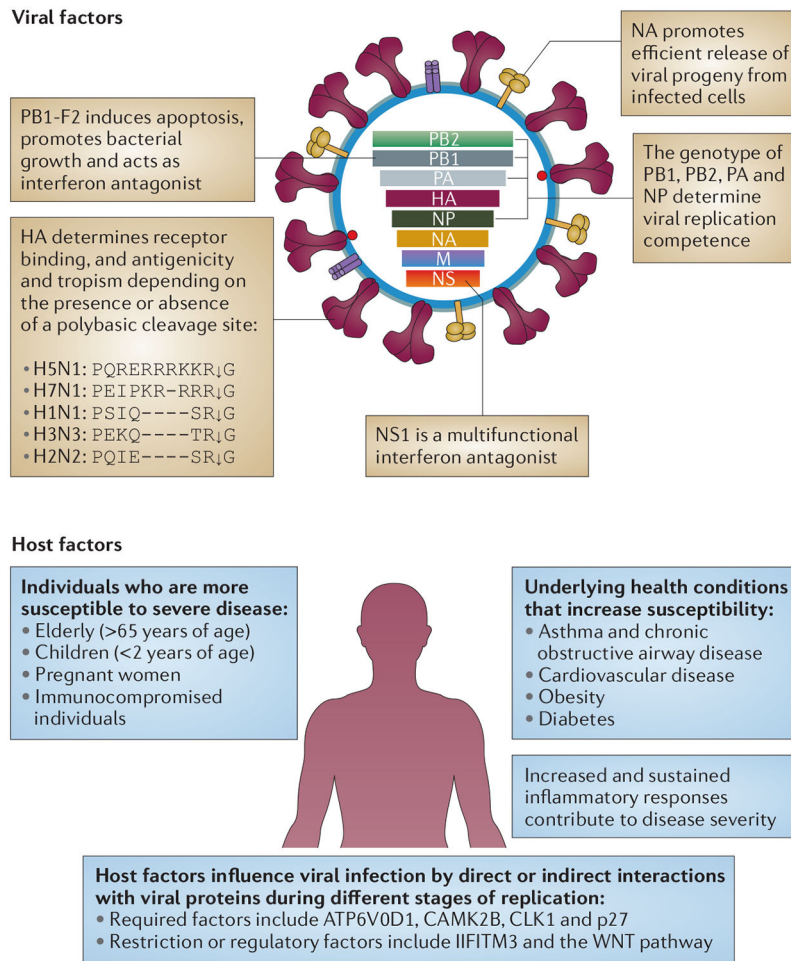 Viral factors
NA promotes
efficient release of
viral progeny from
infected cells
PB1-F2 induces apoptosis,
promotes bacterial
growth and acts as
interferon antagonist
PB2
PB1
PA
HA
NP
NA
M
NS
The genotype of
PB1, PB2, PA and
NP determine
viral replication
competence
HA determines receptor
binding, and antigenicity
and tropism depending on
the presence or absence
of a polybasic cleavage site:
• H5N1: PQRERRRKKR↓G
• H7N1: PEIPKR-RRR↓G
• H1N1: PSIQ----SR↓G
• H3N3: PEKQ----TR↓G
• H2N2: PQIE----SR↓G
NS1 is a multifunctional
interferon antagonist
Host factors
Individuals who are more
susceptible to severe disease:
• Elderly (>65 years of age)
• Children (<2 years of age)
• Pregnant women
• Immunocompromised
individuals
Underlying health conditions
that increase susceptibility:
• Asthma and chronic
obstructive airway disease
• Cardiovascular disease
• Obesity
• Diabetes
Increased and sustained
inflammatory responses
contribute to disease severity
Host factors influence viral infection by direct or indirect interactions
with viral proteins during different stages of replication:
• Required factors include ATP6V0D1, CAMK2B, CLK1 and p27
• Restriction or regulatory factors include IIFITM3 and the WNT pathway